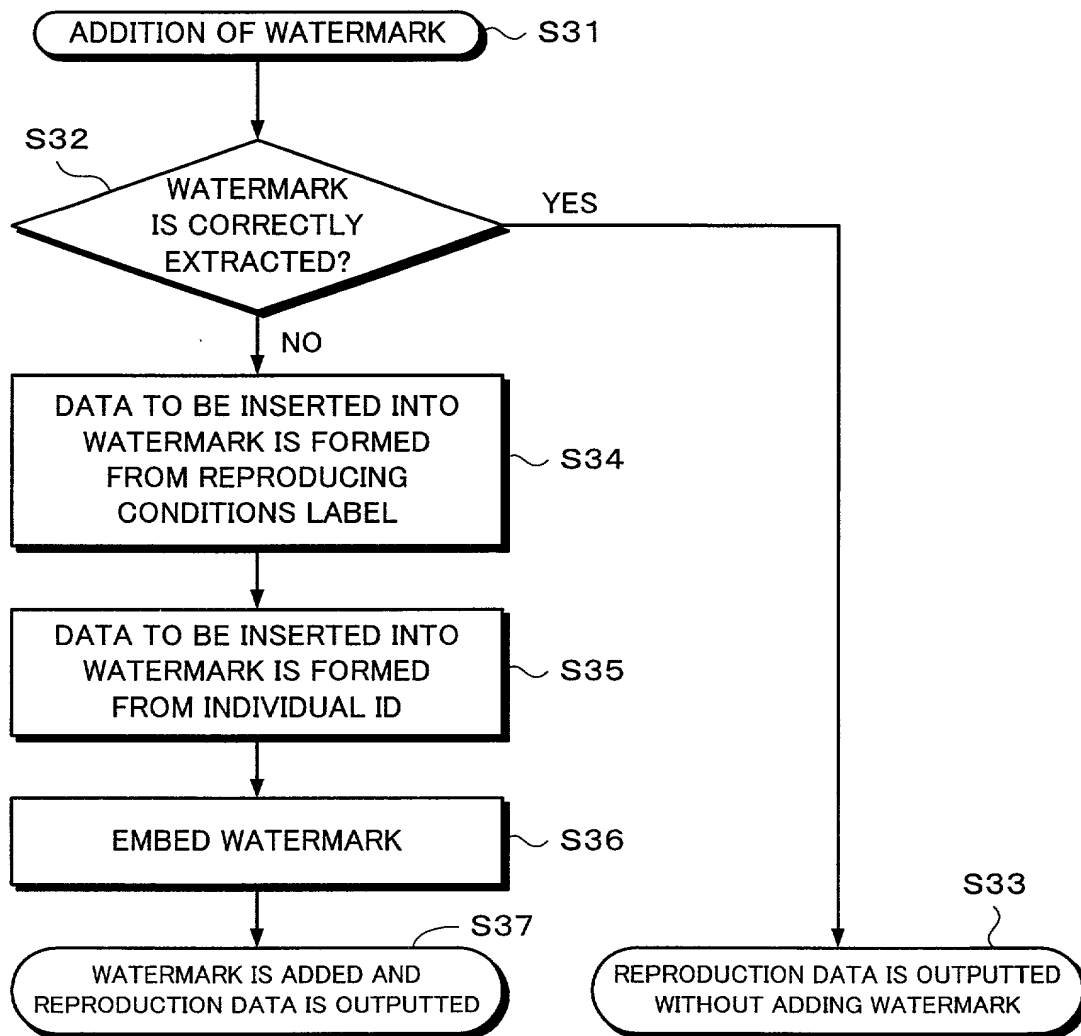 ADDITION OF WATERMARK
S31
S32
WATERMARK
IS CORRECTLY
EXTRACTED?
YES
NO
DATA TO BE INSERTED INTO
WATERMARK IS FORMED
FROM REPRODUCING
CONDITIONS LABEL
S34
DATA TO BE INSERTED INTO
WATERMARK IS FORMED
FROM INDIVIDUAL ID
S35
EMBED WATERMARK
S36
S37
WATERMARK IS ADDED AND
REPRODUCTION DATA IS OUTPUTTED
S33
REPRODUCTION DATA IS OUTPUTTED
WITHOUT ADDING WATERMARK